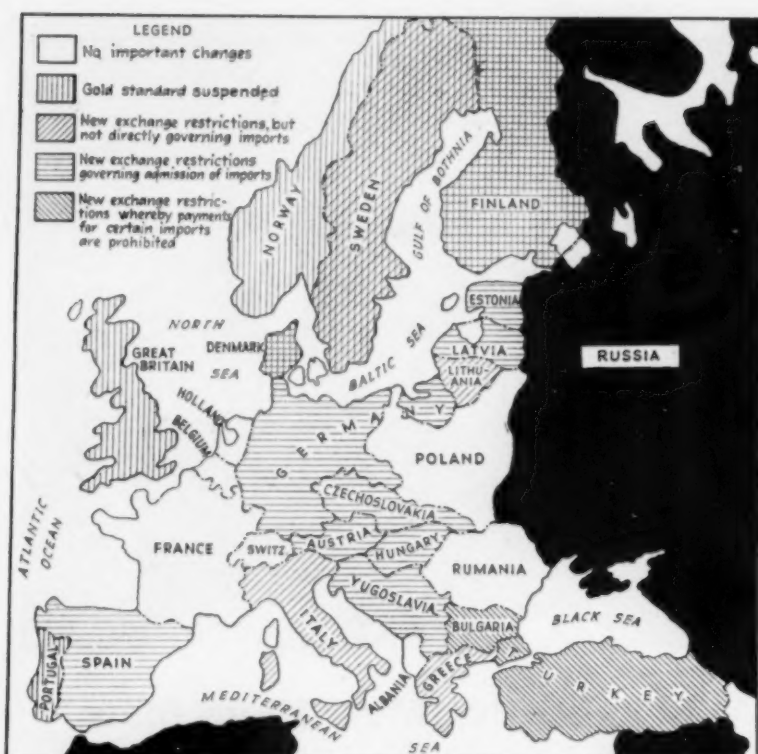 LEGEND
No important changes
Gold standard suspended
New exchange restrictions, but
not directly governing imports
New exchange restrictions
governing admission of imports
New exchange restric-
tions whereby payments
for certain imports
are prohibited
NORWAY
SWEDEN
GULF OF BOTHNIA
FINLAND
NORTH
SEA
GREAT
BRITAIN
DENMARK
BALTIC SEA
ESTONIA
LATVIA
LITHU-
ANIA
RUSSIA
HOLLAND
BELGIUM
GERMANY
POLAND
CZECHOSLOVAKIA
ATLANTIC
OCEAN
FRANCE
SWITZ
AUSTRIA
HUNGARY
RUMANIA
YUGOSLAVIA
ITALY
BLACK SEA
BULGARIA
PORTUGAL
SPAIN
ALBANIA
GREECE
TURKEY
MEDITERRANEAN
SEA